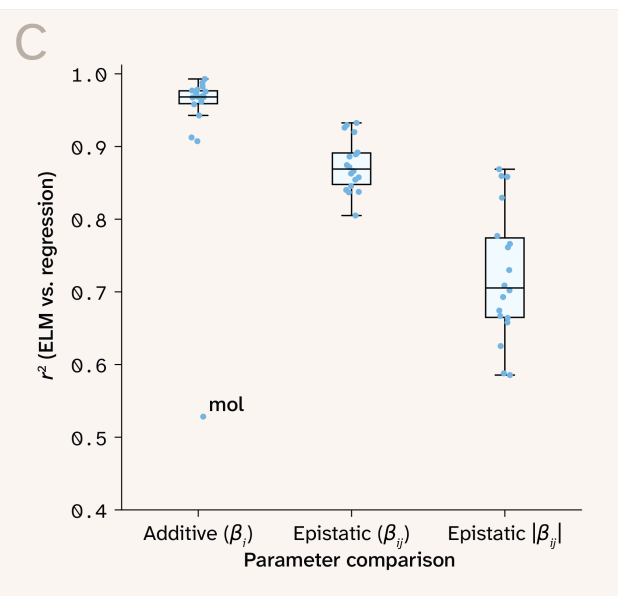 C
r² (ELM vs. regression)
1.0
0.9
0.8
0.7
0.6
0.5
0.4
mol
Additive (βᵢ) Epistatic (βᵢⱼ) Epistatic |βᵢⱼ|
Parameter comparison